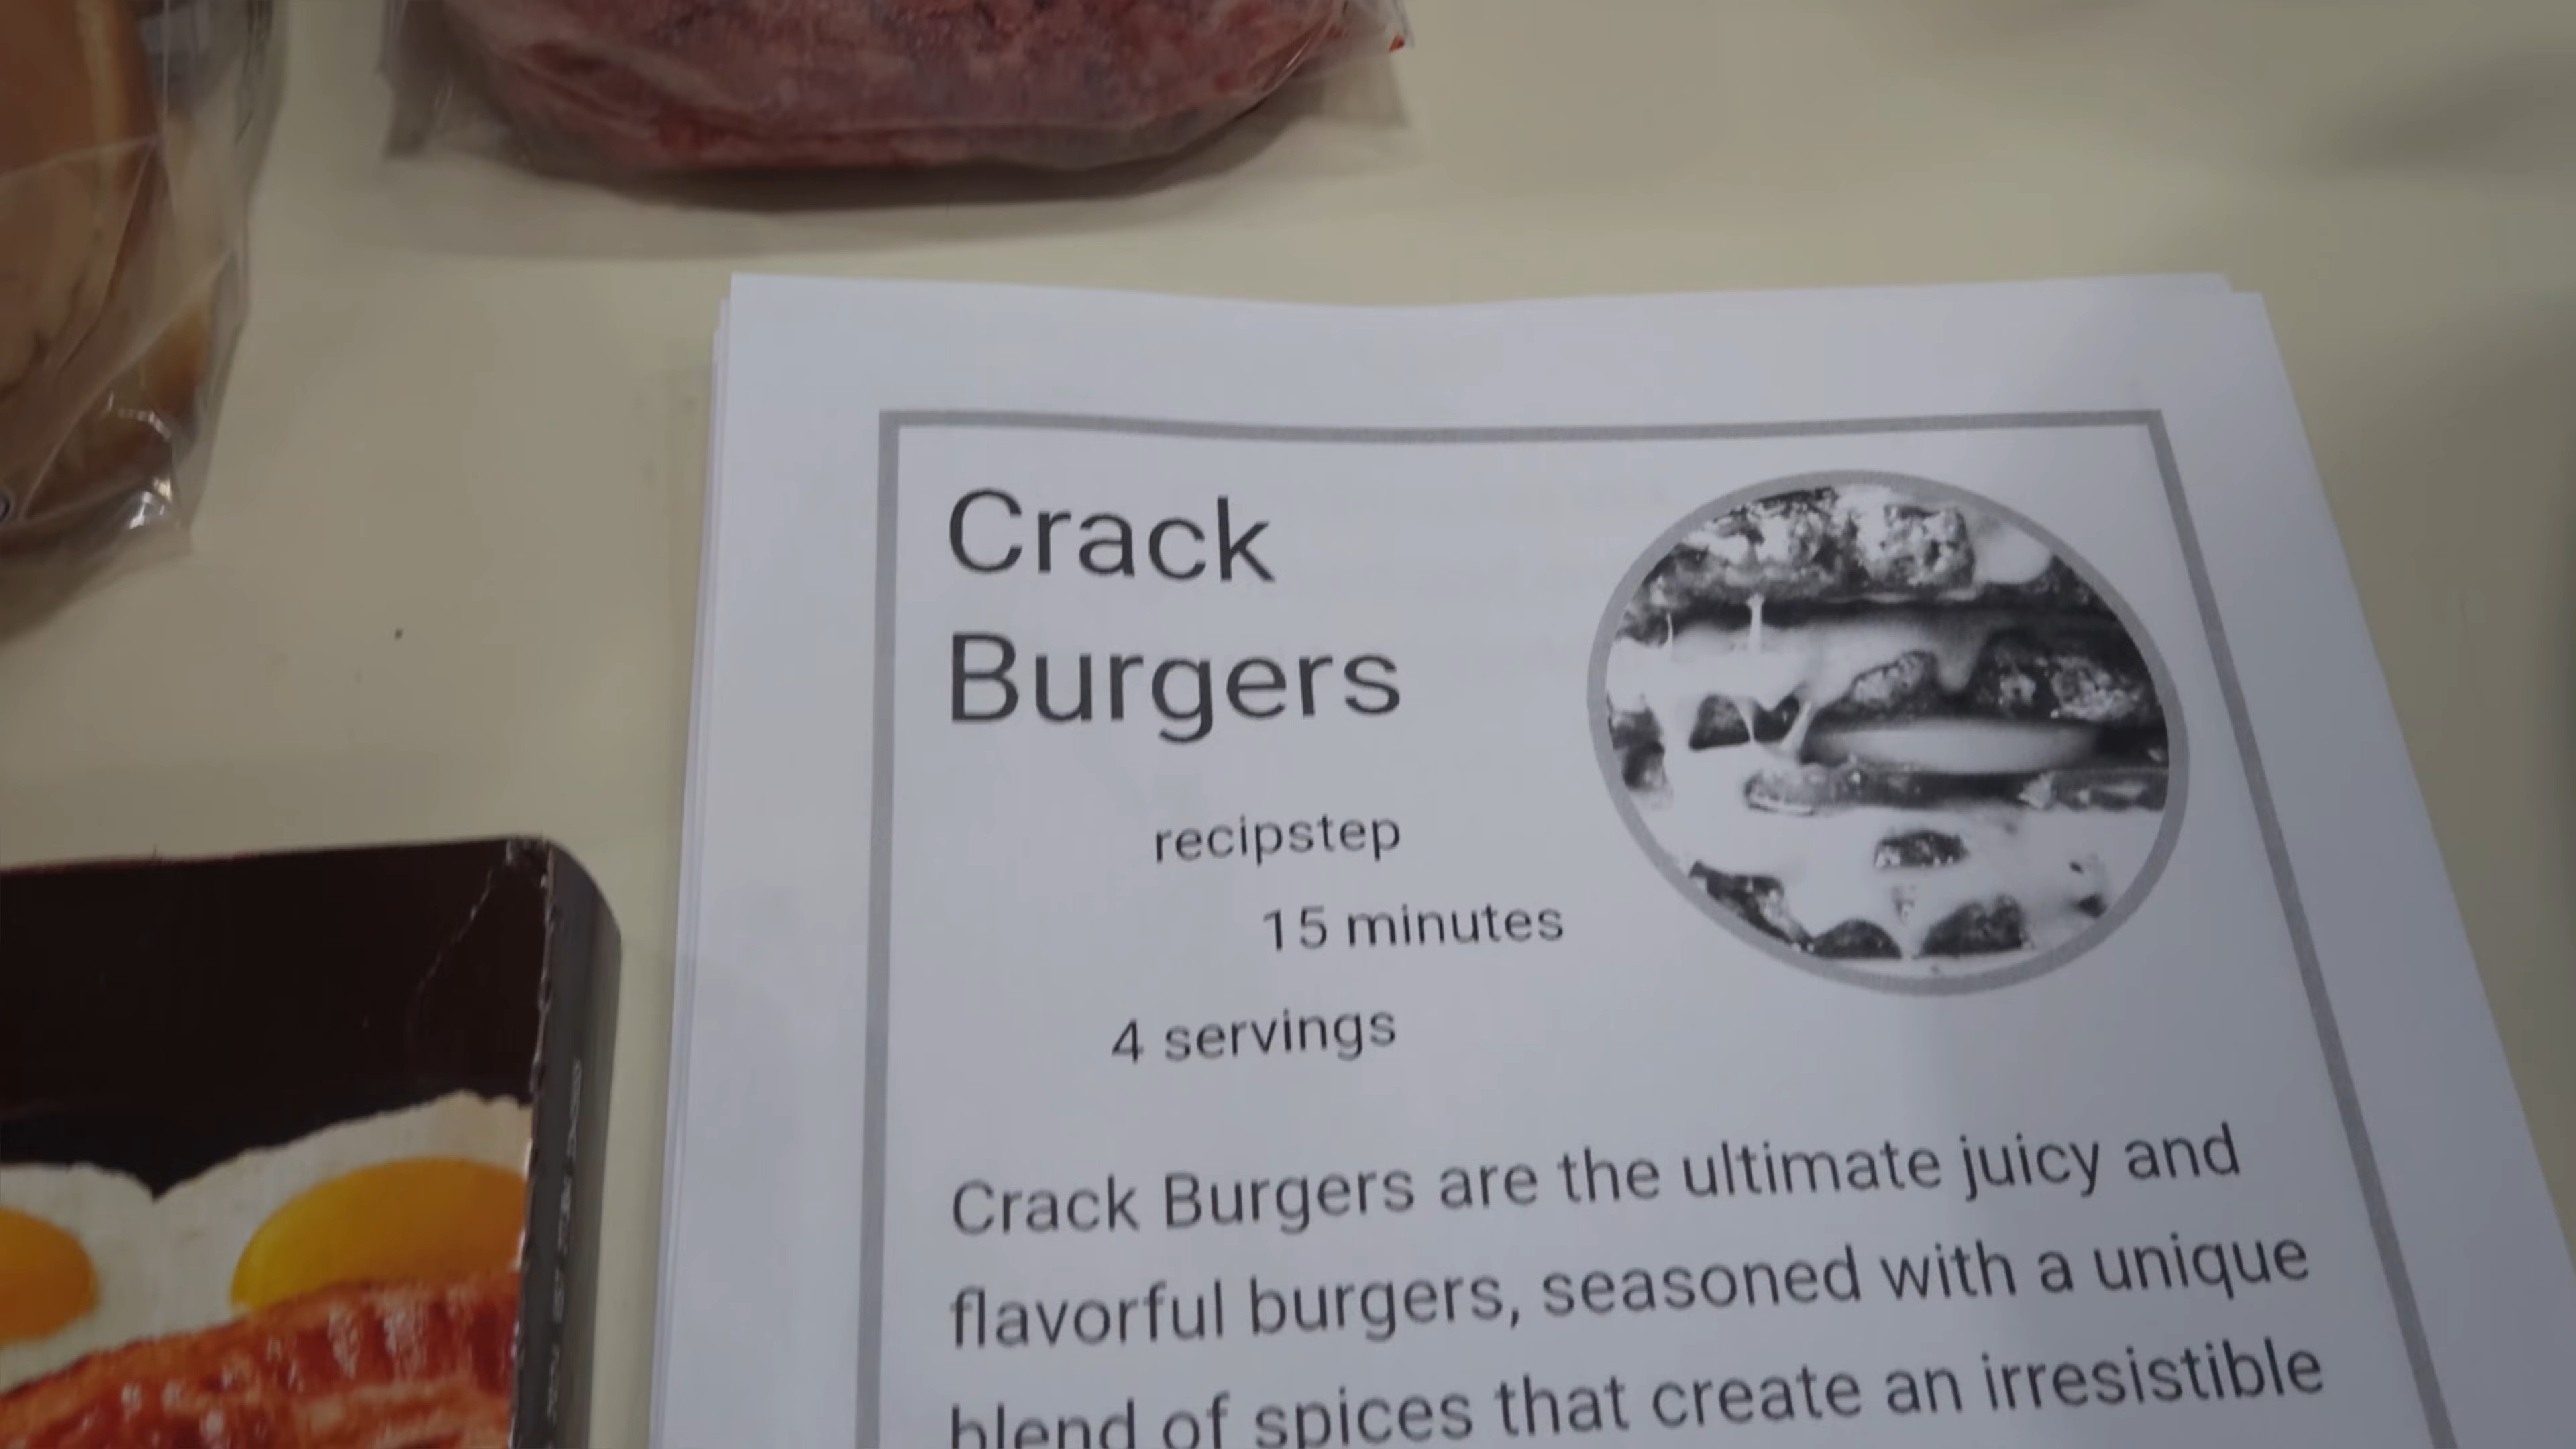 Crack
Burgers
recipstep
15 minutes
4 servings
Crack Burgers are the ultimate juicy and
flavorful burgers, seasoned with a unique
blend of spices that create an irresistible